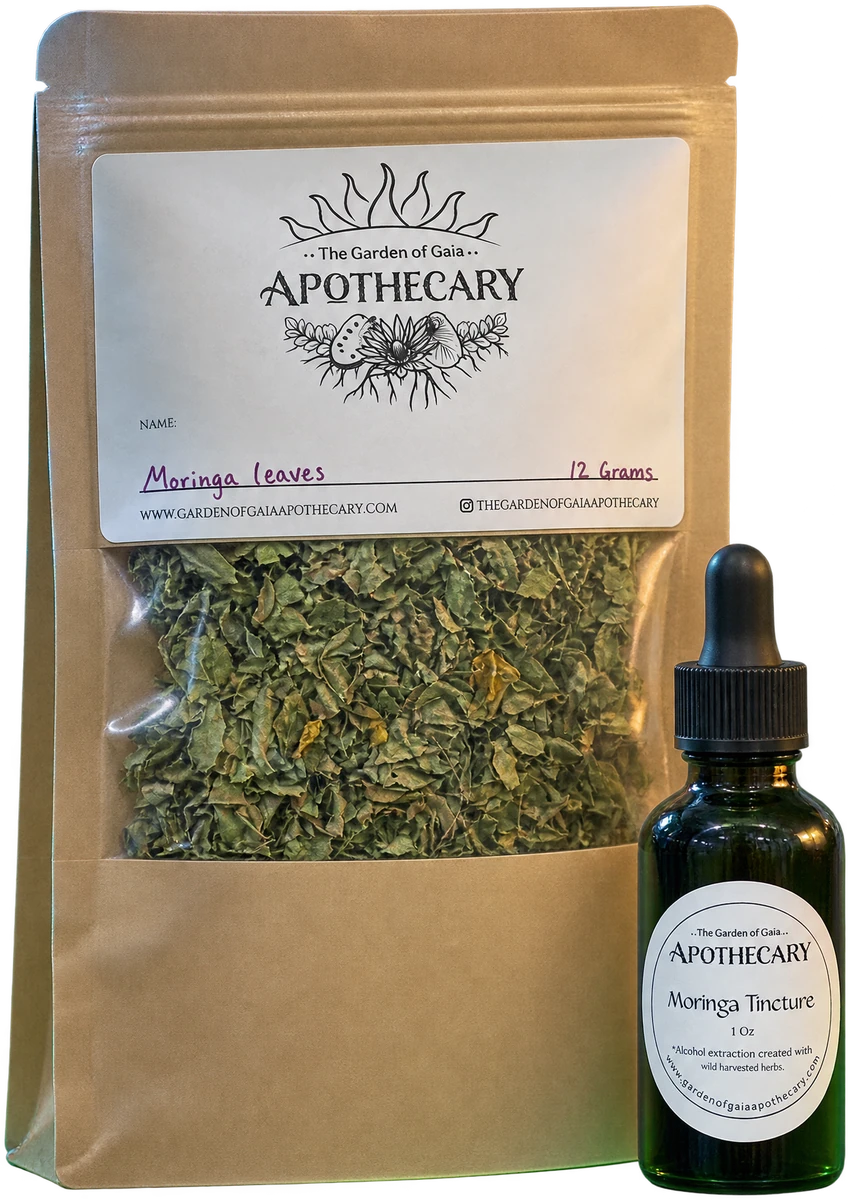 ··The Garden of Gaia··
APOTHECARY
NAME:
Moringa leaves 12 Grams
WWW.GARDENOFGAIAAPOTHECARY.COM THEGARDENOFGAIAAPOTHECARY
..The Garden of Gaia..
APOTHECARY
Moringa Tincture
1 Oz
*Alcohol extraction created with
wild harvested herbs.
www.gardenofgaiaapothecary.com